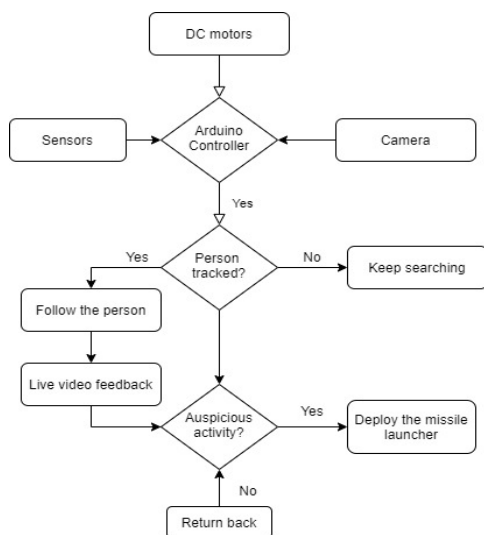 DC motors
Sensors
Arduino
Controller
Camera
Yes
Yes
Person
tracked?
No
Keep searching
Follow the person
Live video feedback
Auspicious
activity?
Yes
Deploy the missile
launcher
No
Return back